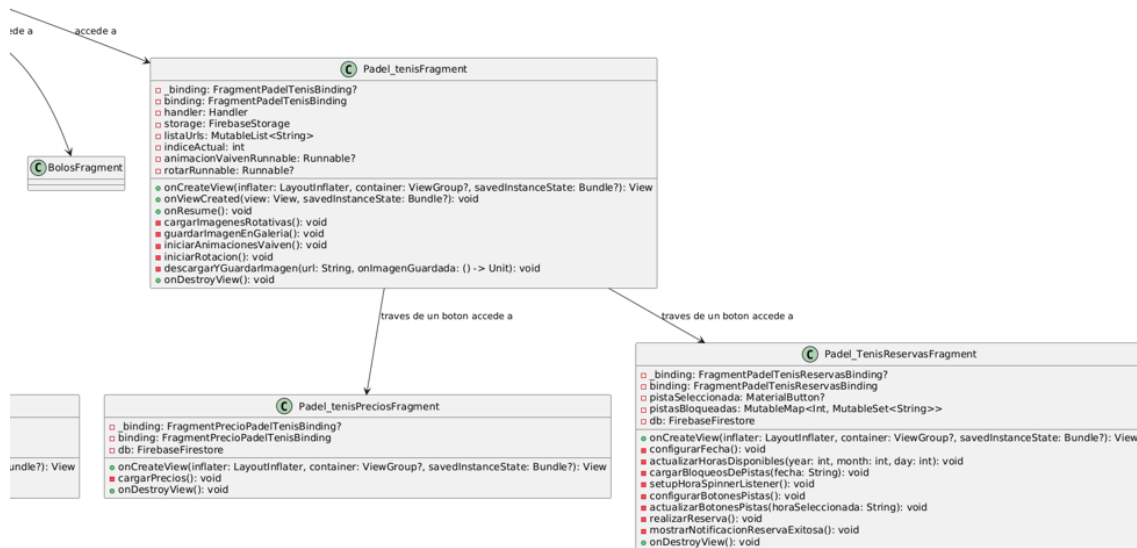 ede a
accede a
C Padel_tenisFragment
_binding: FragmentPadelTenisBinding?
binding: FragmentPadelTenisBinding
handler: Handler
storage: FirebaseStorage
listaUrls: MutableList<String>
indiceActual: int
animacionVaivenRunnable: Runnable?
rotarRunnable: Runnable?
onCreateView(inflater: LayoutInflater, container: ViewGroup?, savedInstanceState: Bundle?): View
onViewCreated(view: View, savedInstanceState: Bundle?): void
onResume(): void
cargarImagenesRotativas(): void
guardarImagenEnGaleria(): void
iniciarAnimacionesVaiven(): void
iniciarRotacion(): void
descargarYGuardarImagen(url: String, onImagenGuardada: () -> Unit): void
onDestroyView(): void
C BolosFragment
traves de un boton accede a
traves de un boton accede a
undle?): View
C Padel_tenisPreciosFragment
_binding: FragmentPrecioPadelTenisBinding?
binding: FragmentPrecioPadelTenisBinding
db: FirebaseFirestore
onCreateView(inflater: LayoutInflater, container: ViewGroup?, savedInstanceState: Bundle?): View
cargarPrecios(): void
onDestroyView(): void
C Padel_TenisReservasFragment
_binding: FragmentPadelTenisReservasBinding?
binding: FragmentPadelTenisReservasBinding
pistaSeleccionada: MaterialButton?
pistasBloqueadas: MutableMap<Int, MutableSet<String>>
db: FirebaseFirestore
onCreateView(inflater: LayoutInflater, container: ViewGroup?, savedInstanceState: Bundle?): View
configurarFecha(): void
actualizarHorasDisponibles(year: int, month: int, day: int): void
cargarBloqueosDePistas(fecha: String): void
setupHoraSpinnerListener(): void
configurarBotonesPistas(): void
actualizarBotonesPistas(horaSeleccionada: String): void
realizarReserva(): void
mostrarNotificacionReservaExitosa(): void
onDestroyView(): void